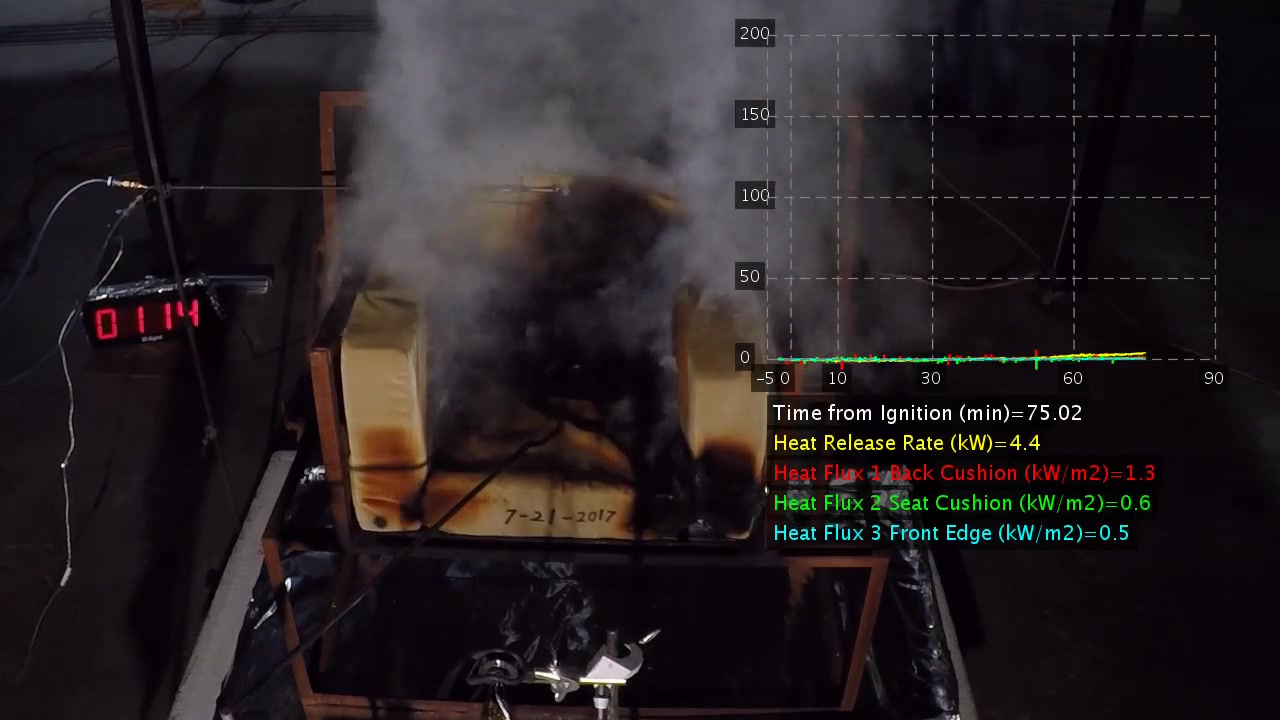 200
150
100
50
0
-5 0 10 30 60 90
Time from Ignition (min)=75.02
Heat Release Rate (kW)=4.4
Heat Flux 1 Back Cushion (kW/m2)=1.3
Heat Flux 2 Seat Cushion (kW/m2)=0.6
Heat Flux 3 Front Edge (kW/m2)=0.5
0114
7-21-2017